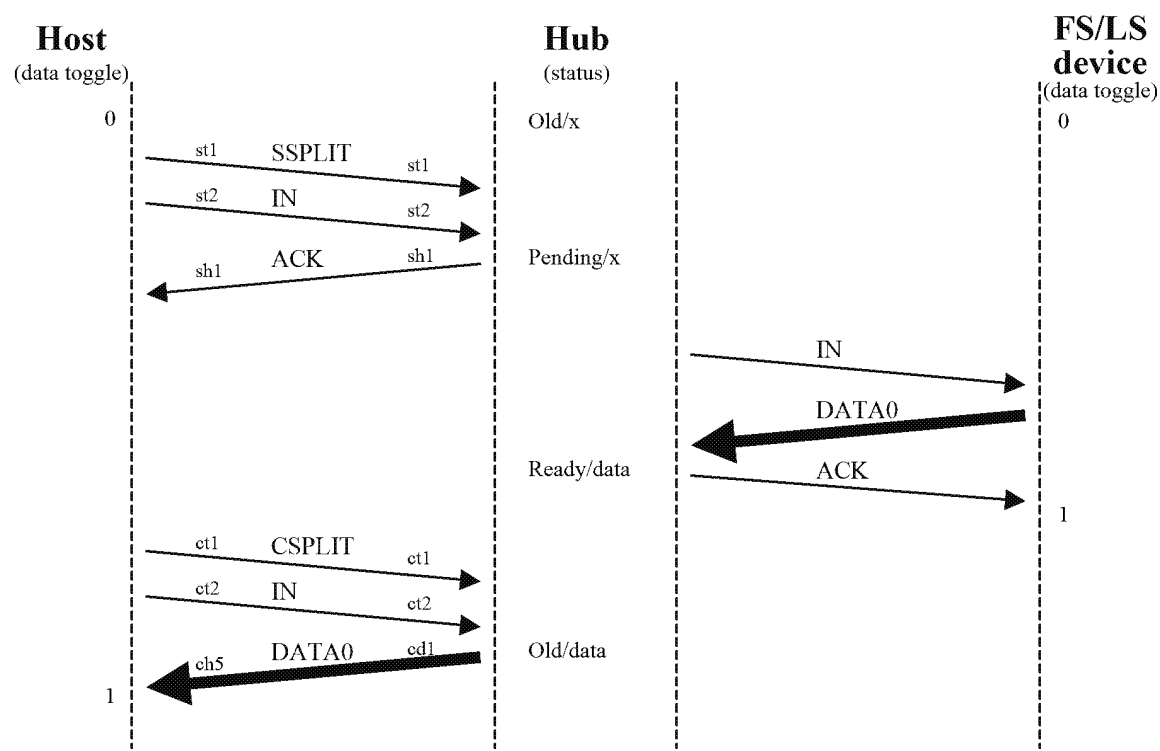 Host
(data toggle)
Hub
(status)
FS/LS
device
(data toggle)
0
Old/x
0
st1 SSPLIT st1
st2 IN st2
Pending/x
sh1 ACK sh1
IN
DATA0
Ready/data
ACK
1
ct1 CSPLIT ct1
ct2 IN ct2
Old/data
ch5 DATA0 cd1
1